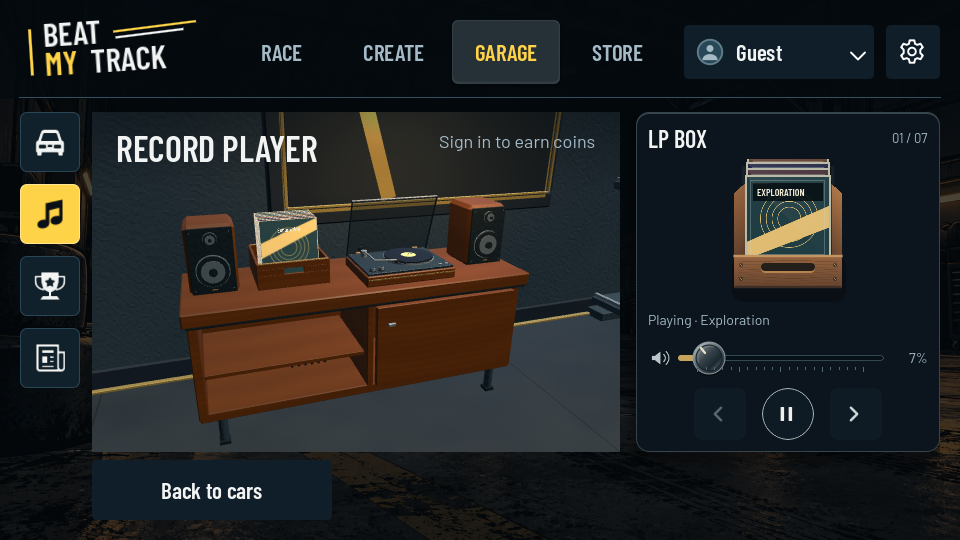 BEAT
MY TRACK
RACE
CREATE
GARAGE
STORE
Guest
RECORD PLAYER
Sign in to earn coins
LP BOX
01 / 07
EXPLORATION
Playing · Exploration
7%
Back to cars